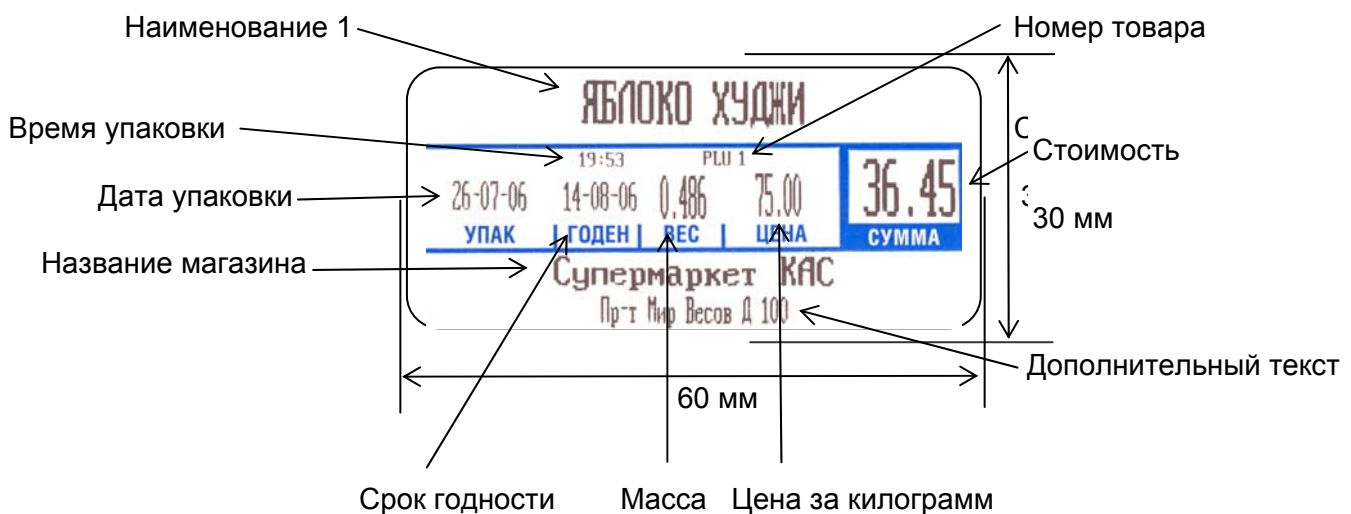 Наименование 1
Номер товара
ЯБЛОКО ХУДЖИ
Время упаковки
19:53 PLU 1
Стоимость
Дата упаковки
26-07-06 14-08-06 0.486 75.00 36.45
30 мм
УПАК ГОДЕН ВЕС ЦЕНА СУММА
Название магазина
Супермаркет КАС
Пр-т Мир Весов Д 100
Дополнительный текст
60 мм
Срок годности Масса Цена за килограмм